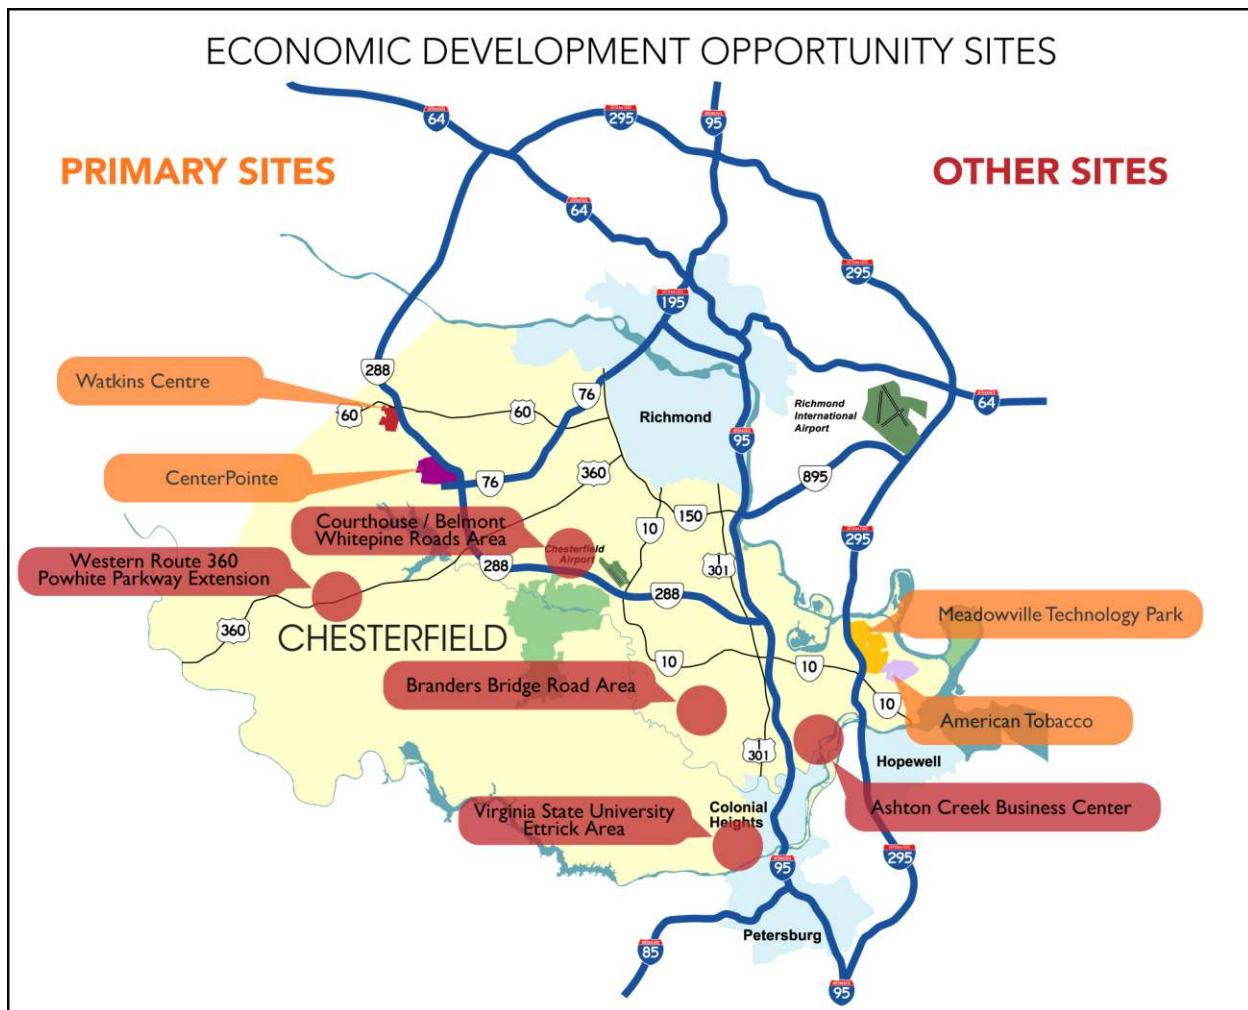 ECONOMIC DEVELOPMENT OPPORTUNITY SITES
PRIMARY SITES
OTHER SITES
64
295
95
64
295
195
288
76
Watkins Centre
60
60
Richmond
Richmond
International
Airport
64
95
CenterPointe
76
360
895
Courthouse / Belmont
Whitepine Roads Area
10
150
295
Chesterfield
Airport
Western Route 360
Powhite Parkway Extension
288
288
1
301
Meadowville Technology Park
360
CHESTERFIELD
10
10
Branders Bridge Road Area
10
American Tobacco
1
301
Hopewell
Virginia State University
Ettrick Area
Colonial
Heights
Ashton Creek Business Center
95
295
Petersburg
85
95